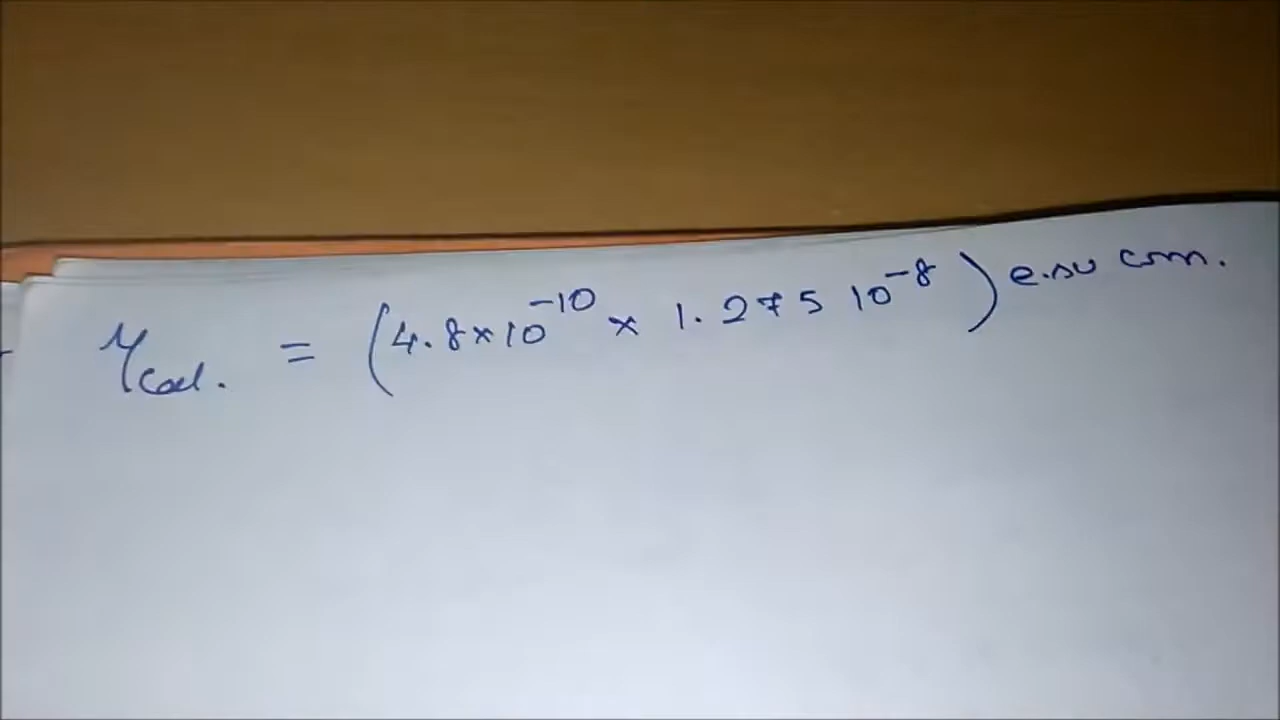 μcal. = (4.8×10⁻¹⁰ × 1.275 10⁻⁸) e.su cm.